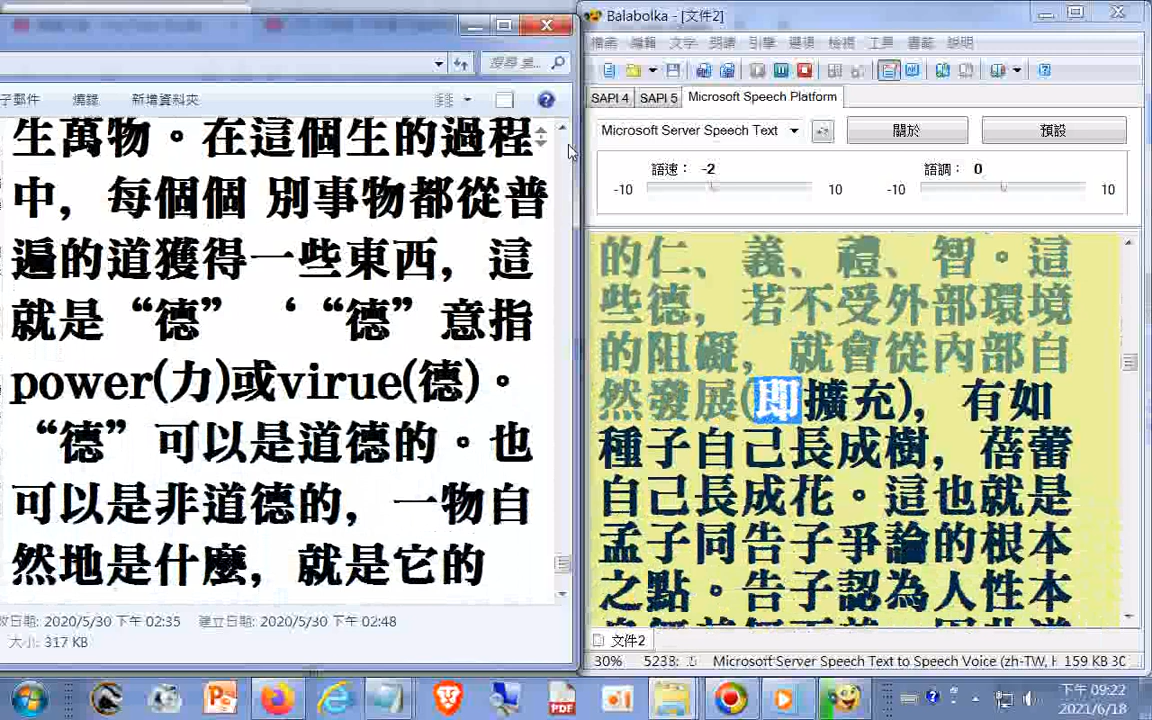 搜尋 里...
子郵件 燒錄 新增資料夾
生萬物。在這個生的過程
中，每個個 別事物都從普
遍的道獲得一些東西，這
就是“德” ‘“德”意指
power(力)或virue(德)。
“德”可以是道德的。也
可以是非道德的，一物自
然地是什麼，就是它的
改日期: 2020/5/30 下午 02:35 建立日期: 2020/5/30 下午 02:48
大小: 317 KB
Balabolka - [文件2]
檔案 編輯 文字 朗讀 引擎 選項 檢視 工具 書籤 說明
SAPI 4 SAPI 5 Microsoft Speech Platform
Microsoft Server Speech Text 關於 預設
語速： -2 語調： 0
-10 10 -10 10
的仁、義、禮、智。這
些德，若不受外部環境
的阻礙，就會從內部自
然發展(即擴充)，有如
種子自己長成樹，蓓蕾
自己長成花。這也就是
孟子同告子爭論的根本
之點。告子認為人性本
文件2
30% 5238: Microsoft Server Speech Text to Speech Voice (zh-TW, H 159 KB
下午 09:22
2021/6/18